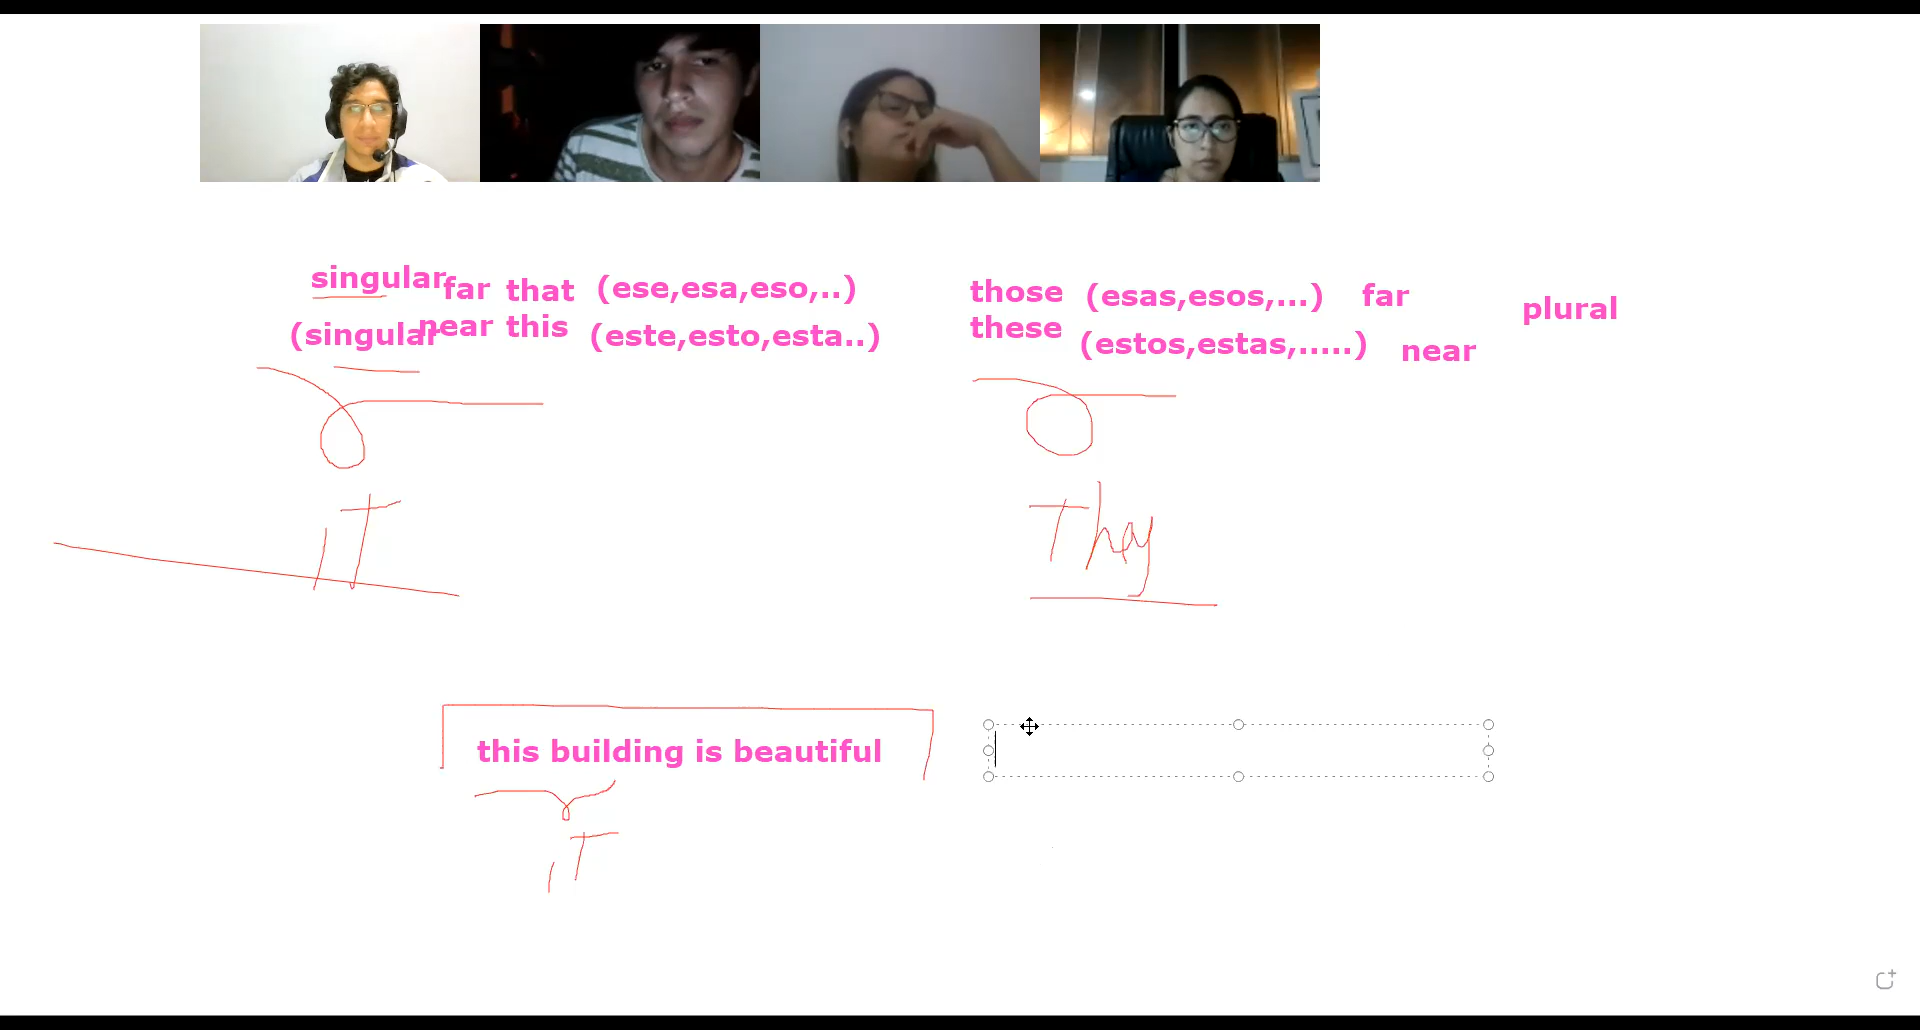 singular far that (ese,esa,eso,..) those (esas,esos,...) far plural
(singular near this (este,esto,esta..) these (estos,estas,.....) near
IT They
this building is beautiful
IT